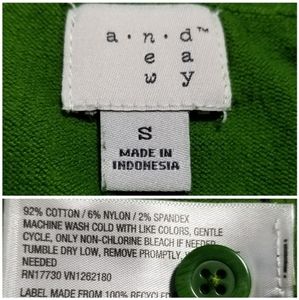 a·n·d™
e a
w y
S
MADE IN
INDONESIA
92% COTTON / 6% NYLON / 2% SPANDEX
MACHINE WASH COLD WITH LIKE COLORS, GENTLE
CYCLE, ONLY NON-CHLORINE BLEACH IF NEEDED
TUMBLE DRY LOW, REMOVE PROMPTLY,
NEEDED
RN17730 VN1262180
LABEL MADE FROM 100% RECYCLE